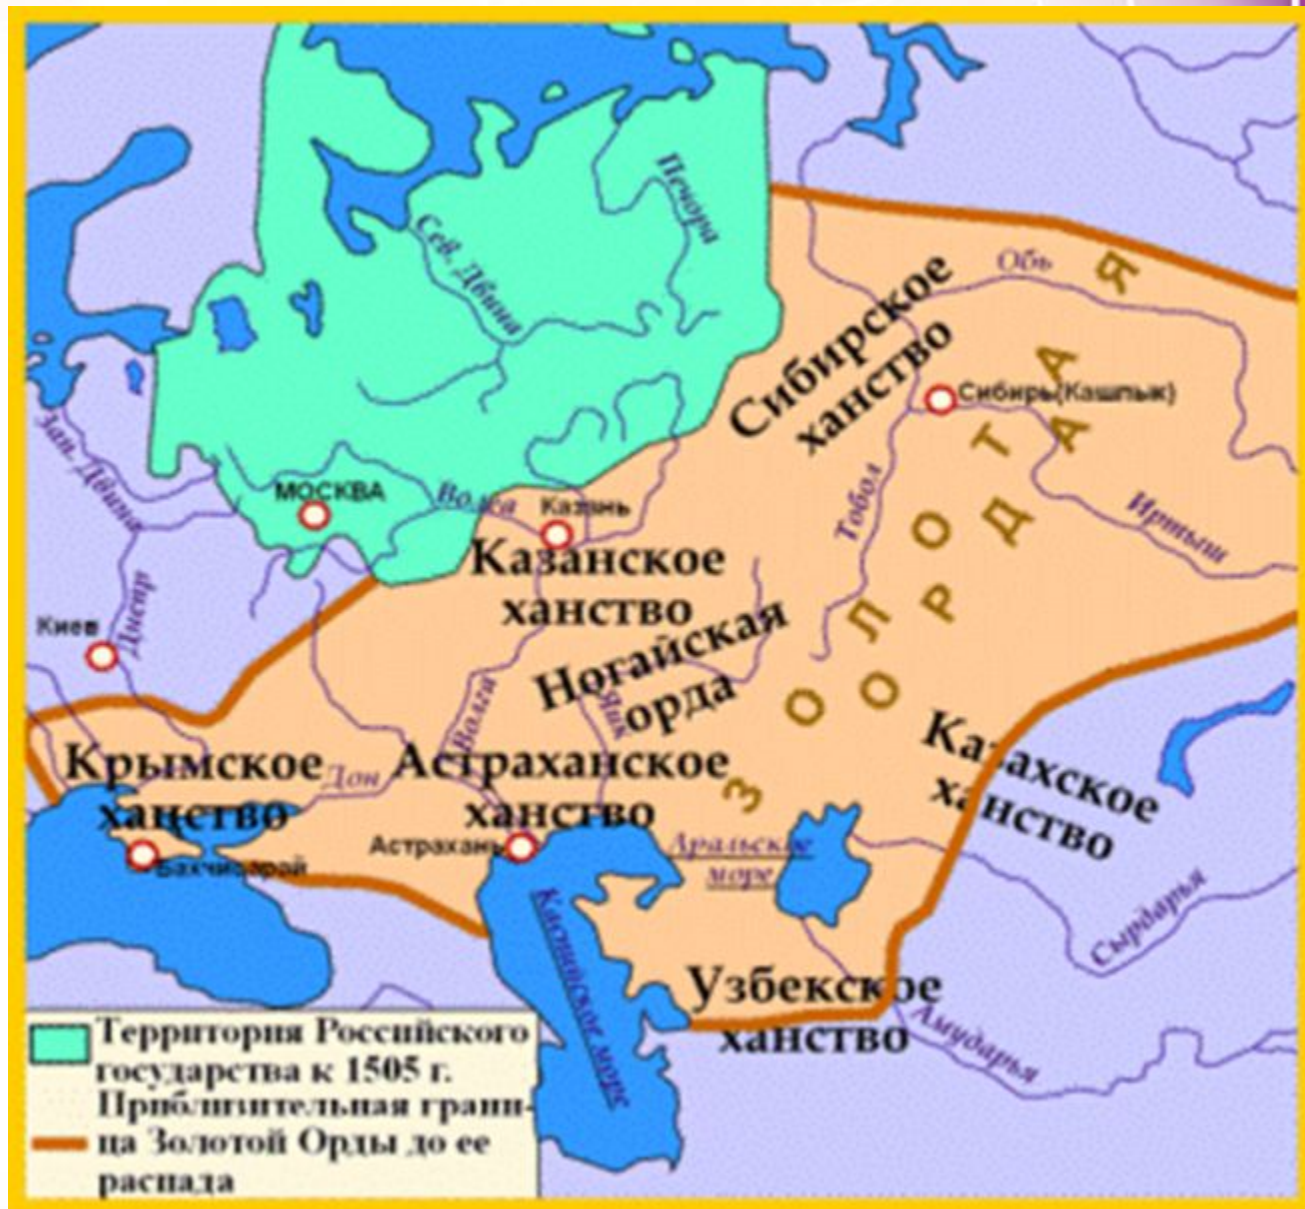 Печора
Сев. Двина
Обь
Сибирское
ханство
Сибирь(Кашлык)
ЗОЛОТАЯ
ОРДА
Зап. Двина
МОСКВА
Волга
Казань
Тобол
Иртыш
Казанское
ханство
Киев
Днепр
Ногайская
орда
Яик
Волга
Казахское
ханство
Крымское
ханство
Дон
Астраханское
ханство
Астрахань
Бахчисарай
Аральское
море
Каспийское море
Сырдарья
Узбекское
ханство
Амударья
Территория Российского
государства к 1505 г.
Приблизительная грани-
ца Золотой Орды до ее
распада